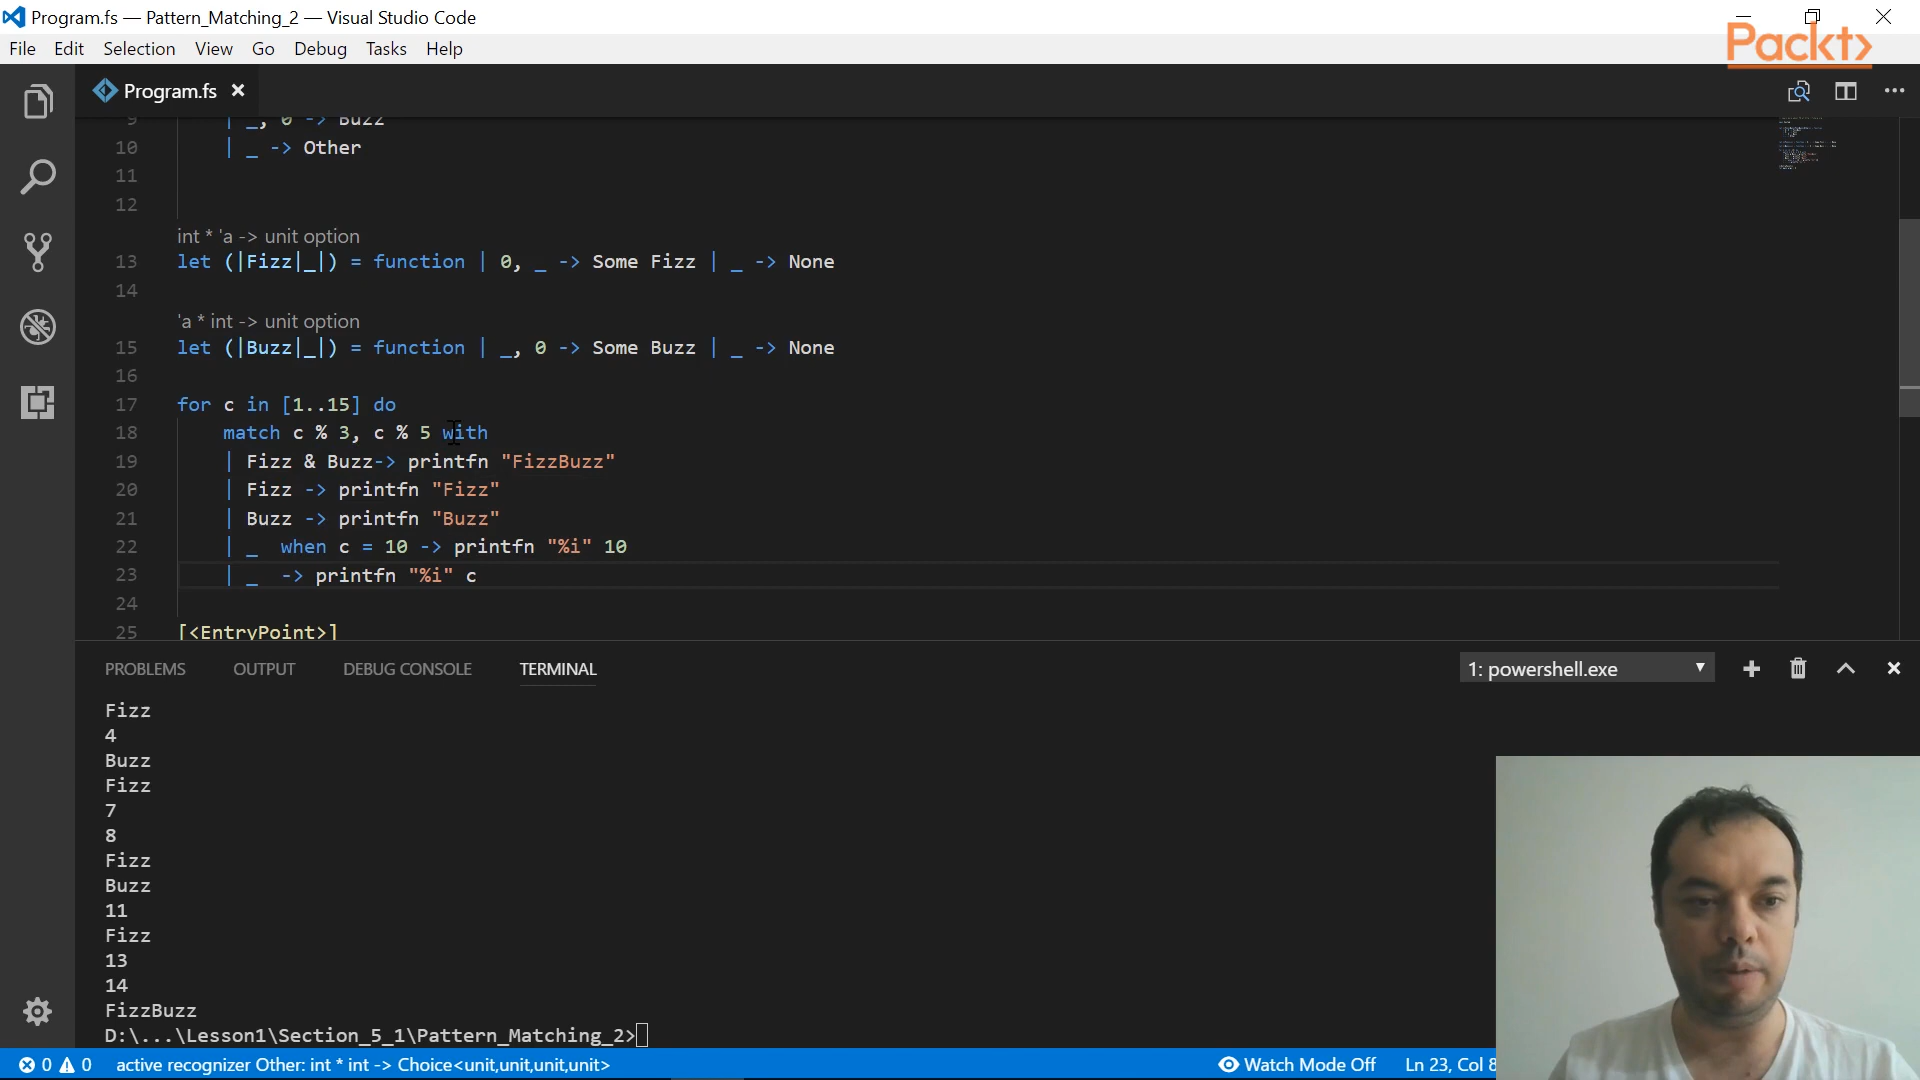 Program.fs — Pattern_Matching_2 — Visual Studio Code
File Edit Selection View Go Debug Tasks Help
Packt>
Program.fs
9 | _, 0 -> Buzz
10 | _ -> Other
11
12
int * 'a -> unit option
13 let (|Fizz|_|) = function | 0, _ -> Some Fizz | _ -> None
14
'a * int -> unit option
15 let (|Buzz|_|) = function | _, 0 -> Some Buzz | _ -> None
16
17 for c in [1..15] do
18 match c % 3, c % 5 with
19 | Fizz & Buzz-> printfn "FizzBuzz"
20 | Fizz -> printfn "Fizz"
21 | Buzz -> printfn "Buzz"
22 | _ when c = 10 -> printfn "%i" 10
23 | _ -> printfn "%i" c
24
25 [<EntryPoint>]
PROBLEMS OUTPUT DEBUG CONSOLE TERMINAL 1: powershell.exe
Fizz
4
Buzz
Fizz
7
8
Fizz
Buzz
11
Fizz
13
14
FizzBuzz
D:\...\Lesson1\Section_5_1\Pattern_Matching_2>
0 0 active recognizer Other: int * int -> Choice<unit,unit,unit,unit> Watch Mode Off Ln 23, Col 8